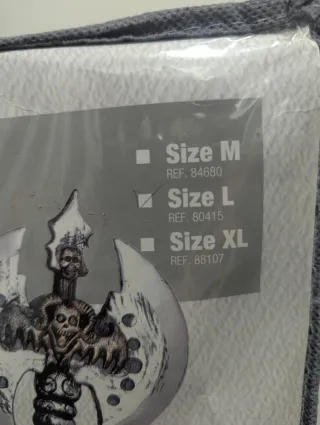 Size M
REF. 84680
Size L
REF. 80415
Size XL
REF. 88107